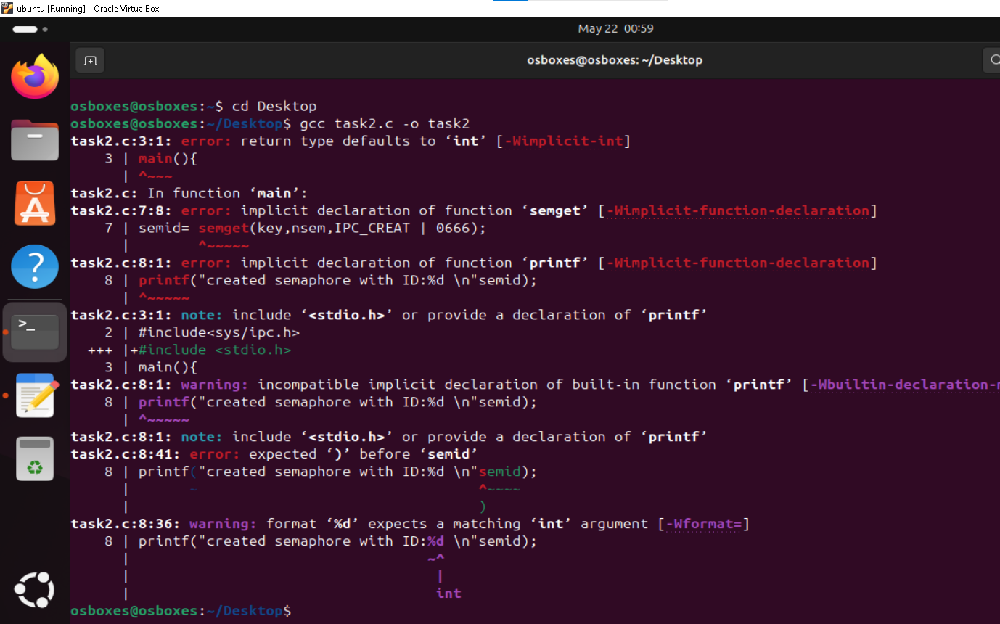 ubuntu [Running] - Oracle VirtualBox
May 22 00:59
osboxes@osboxes: ~/Desktop
osboxes@osboxes:~$ cd Desktop
osboxes@osboxes:~/Desktop$ gcc task2.c -o task2
task2.c:3:1: error: return type defaults to ‘int’ [-Wimplicit-int]
    3 | main(){
      | ^~~~
task2.c: In function ‘main’:
task2.c:7:8: error: implicit declaration of function ‘semget’ [-Wimplicit-function-declaration]
    7 | semid= semget(key,nsem,IPC_CREAT | 0666);
      |        ^~~~~~
task2.c:8:1: error: implicit declaration of function ‘printf’ [-Wimplicit-function-declaration]
    8 | printf("created semaphore with ID:%d \n"semid);
      | ^~~~~~
task2.c:3:1: note: include ‘<stdio.h>’ or provide a declaration of ‘printf’
    2 | #include<sys/ipc.h>
  +++ |+#include <stdio.h>
    3 | main(){
task2.c:8:1: warning: incompatible implicit declaration of built-in function ‘printf’ [-Wbuiltin-declaration-
    8 | printf("created semaphore with ID:%d \n"semid);
      | ^~~~~~
task2.c:8:1: note: include ‘<stdio.h>’ or provide a declaration of ‘printf’
task2.c:8:41: error: expected ‘)’ before ‘semid’
    8 | printf("created semaphore with ID:%d \n"semid);
      |       ~                                 ^~~~~
      |                                         )
task2.c:8:36: warning: format ‘%d’ expects a matching ‘int’ argument [-Wformat=]
    8 | printf("created semaphore with ID:%d \n"semid);
      |                                   ~^
      |                                    |
      |                                    int
osboxes@osboxes:~/Desktop$